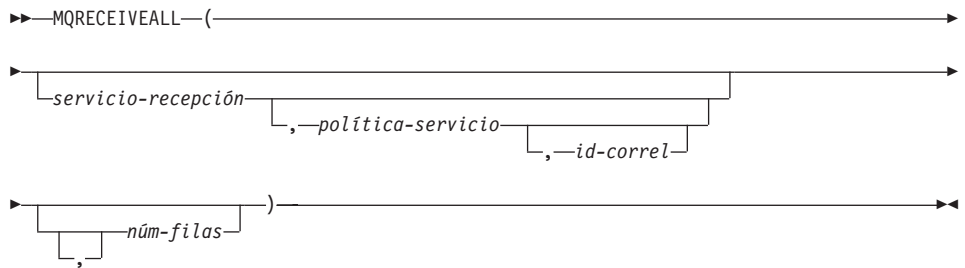 MQRECEIVEALL (
servicio-recepción
, política-servicio
, id-correl
núm-filas )
,